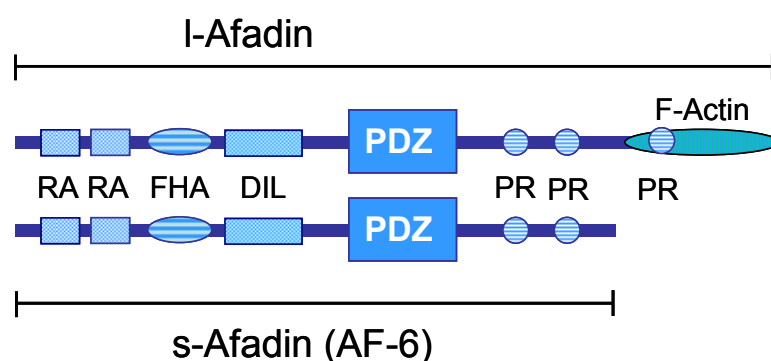 l-Afadin
F-Actin
PDZ
RA RA FHA DIL PR PR PR
PDZ
s-Afadin (AF-6)